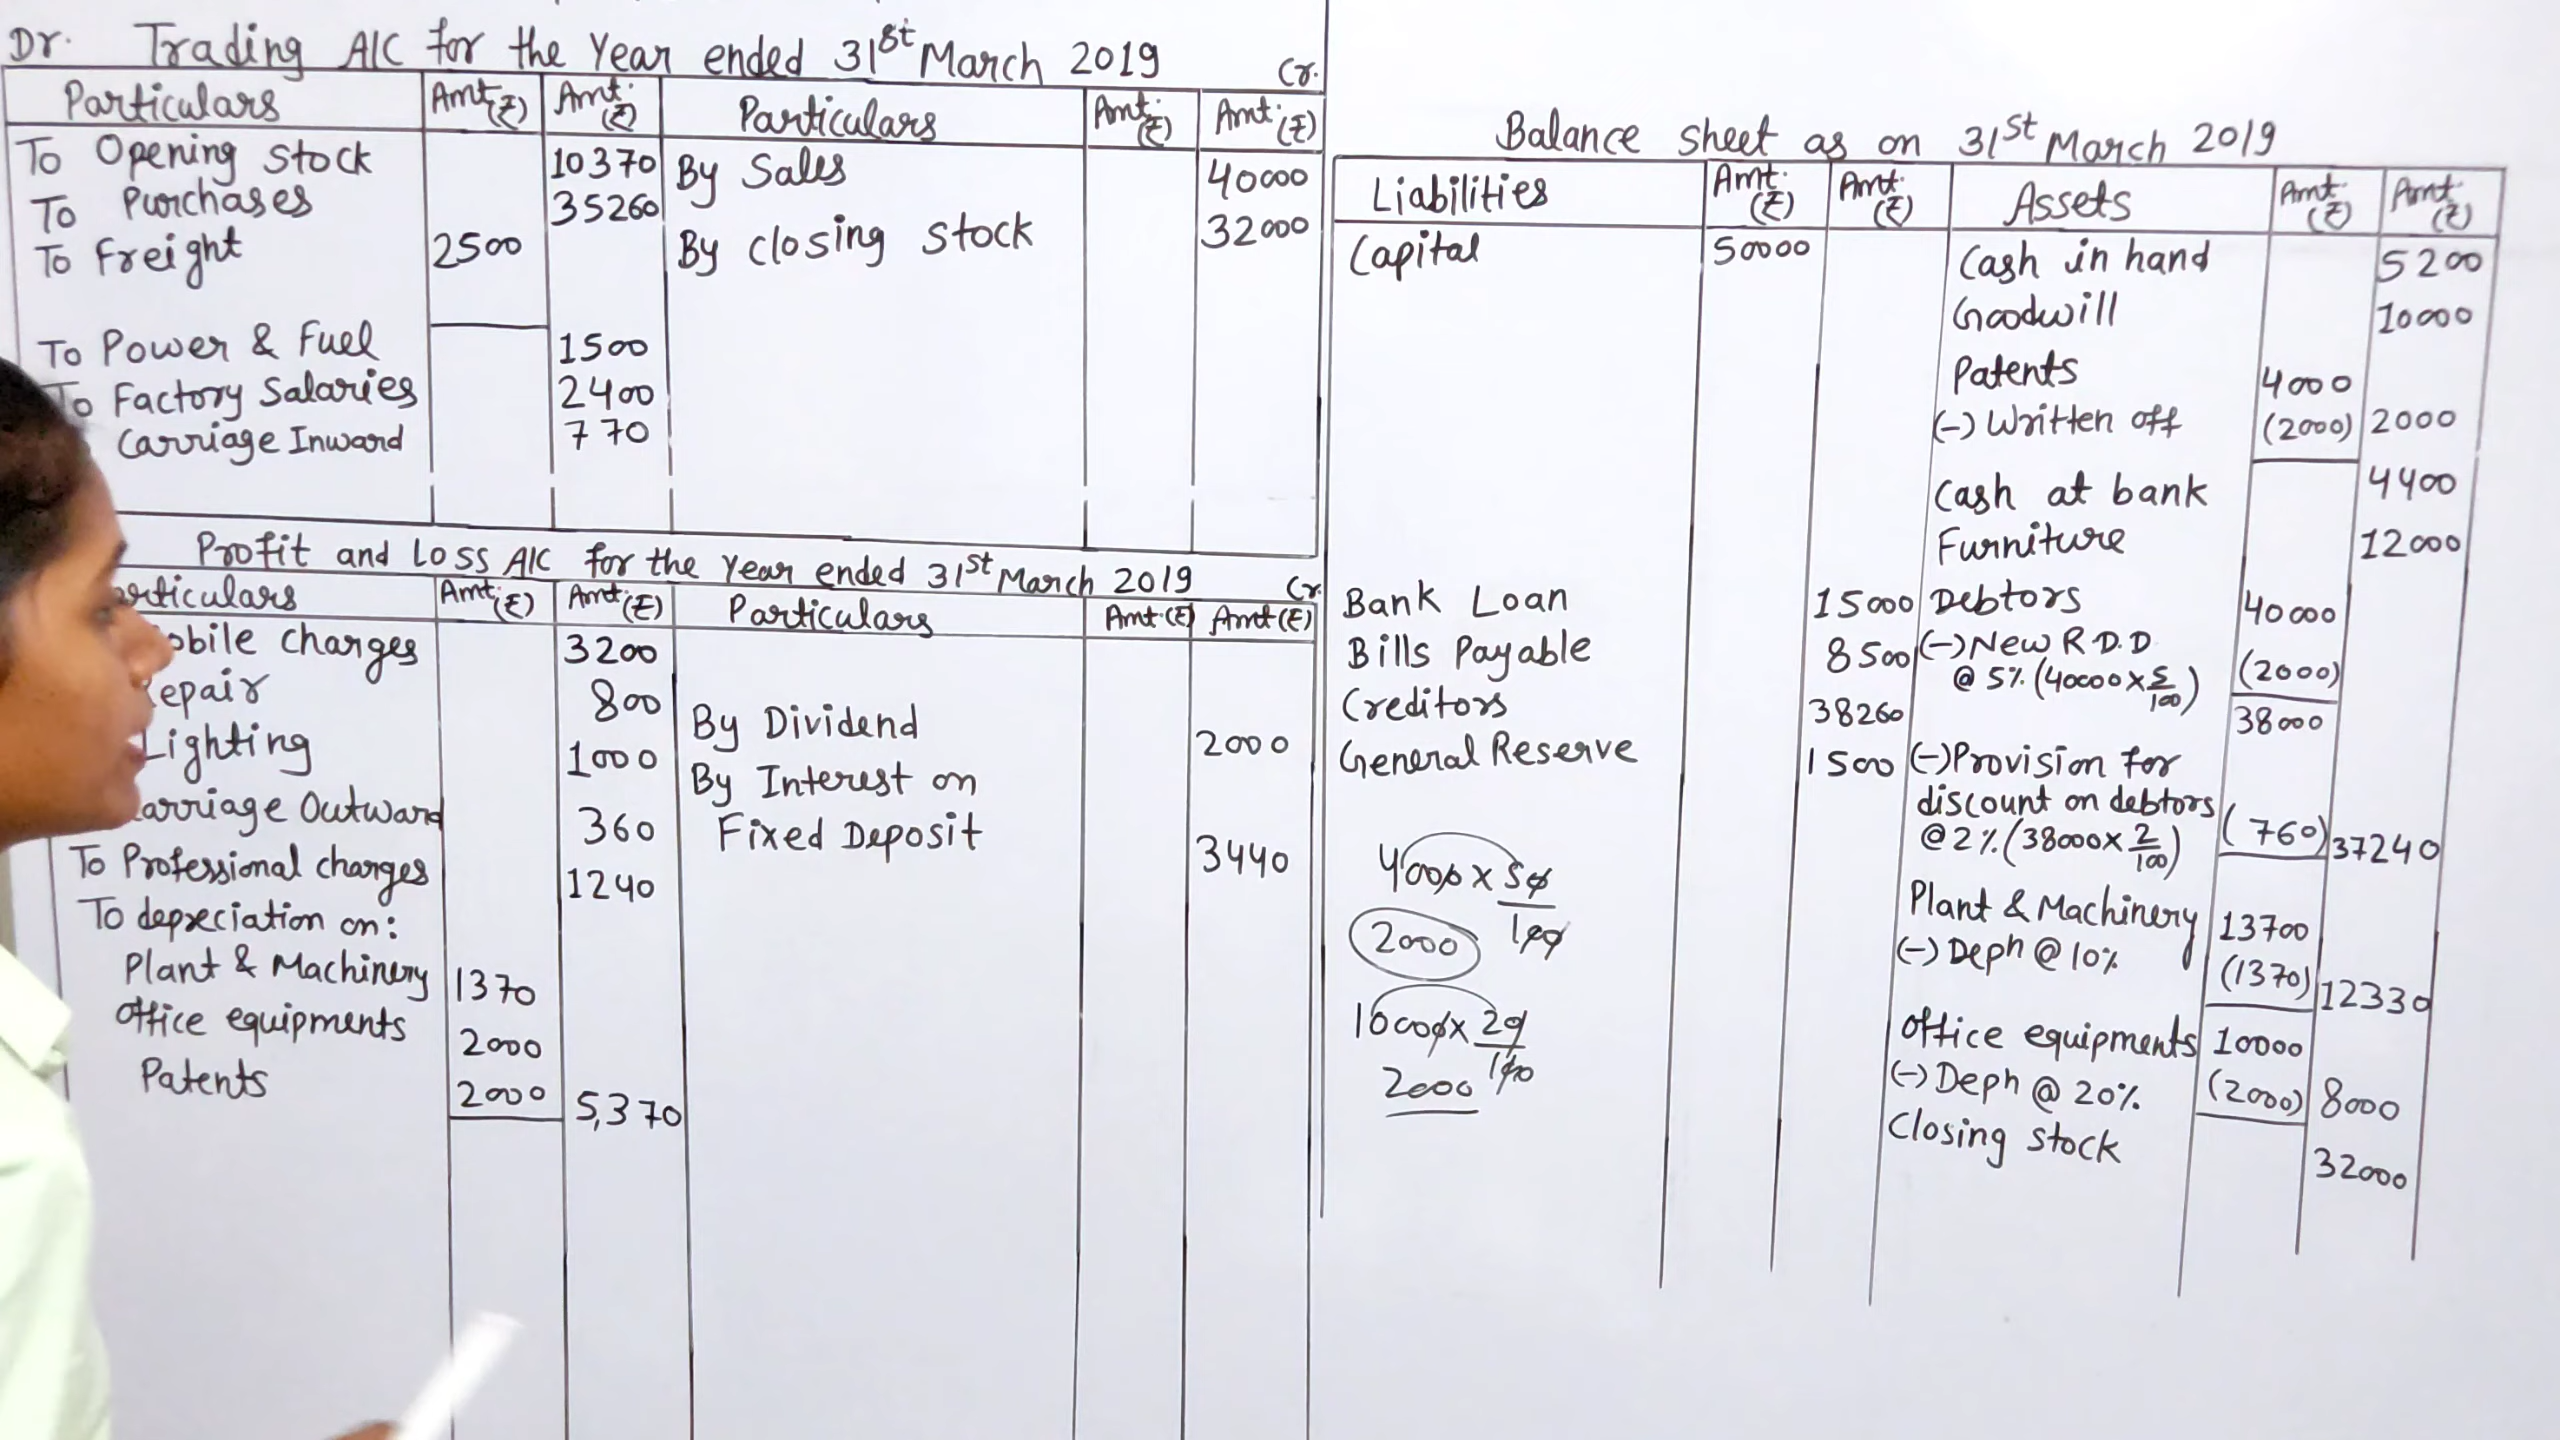 Dr. Trading A/C for the Year ended 31st March 2019 Cr.
Particulars Amt.(₹) Amt.(₹) Particulars Amt.(₹) Amt.(₹)
To Opening stock 10370 By Sales 40000
To Purchases 35260 By closing stock 32000
To Freight 2500
To Power & Fuel 1500
To Factory Salaries 2400
Carriage Inward 770
Profit and Loss A/C for the Year ended 31st March 2019 Cr.
Particulars Amt.(₹) Amt.(₹) Particulars Amt.(₹) Amt(₹)
Mobile charges 3200
Repair 800 By Dividend 2000
Lighting 1000 By Interest on
Carriage Outward 360 Fixed Deposit 3440
To Professional charges 1240
To depreciation on:
Plant & Machinery 1370
Office equipments 2000
Patents 2000 5,370
Balance sheet as on 31st March 2019
Liabilities Amt.(₹) Amt.(₹) Assets Amt.(₹) Amt.(₹)
Capital 50000 Cash in hand 5200
Goodwill 10000
Patents 4000
(-) Written off (2000) 2000
Cash at bank 4400
Furniture 12000
Bank Loan 15000 Debtors 40000
Bills Payable 8500 (-) New R.D.D
@ 5% (40000 x 5/100) (2000)
Creditors 38260 38000
General Reserve 1500 (-) Provision for
discount on debtors
@ 2% (38000 x 2/100) (760) 37240
4000 x 50/100
2000
Plant & Machinery 13700
(-) Deph @ 10% (1370) 12330
10000 x 20/100
2000
Office equipments 10000
(-) Deph @ 20% (2000) 8000
Closing stock 32000